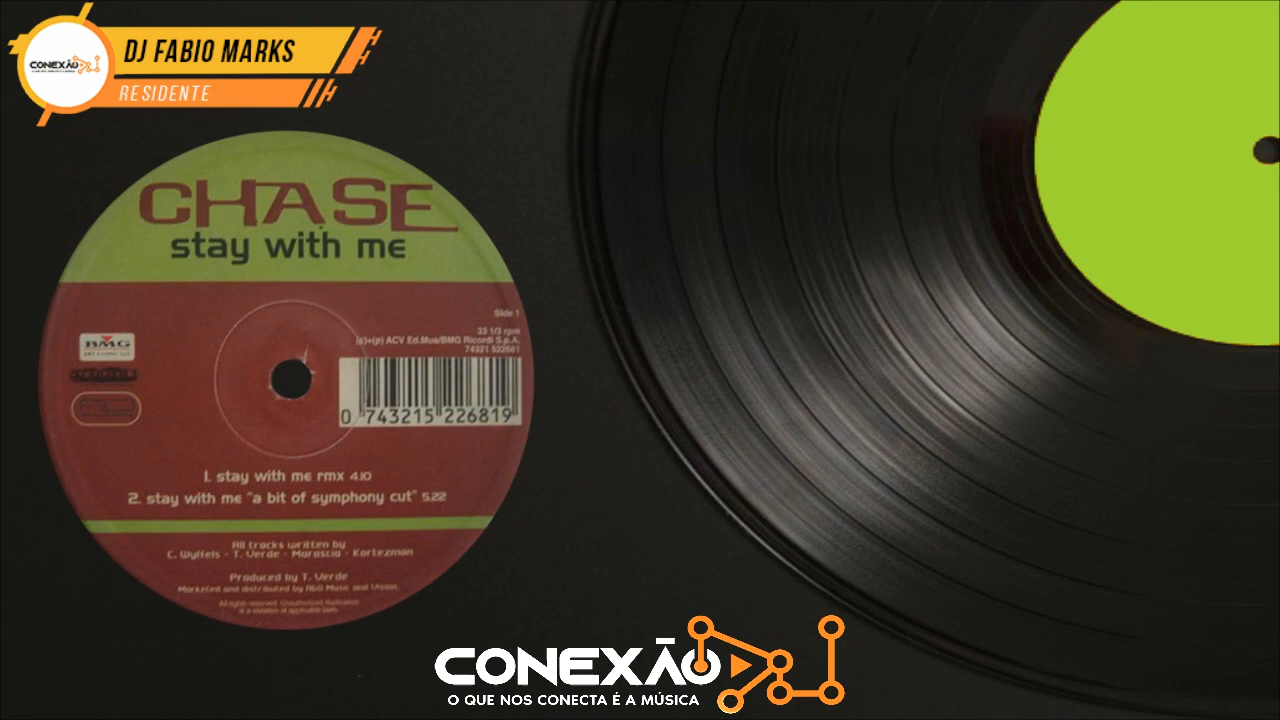 DJ FABIO MARKS
CONEXÃO
RESIDENTE
CHASE
stay with me
Side 1
33 1/3 rpm
(c)+(p) ACV Ed.Mus/BMG Ricordi S.p.A.
74321 522681
BMG
0 743215 226819
1. stay with me rmx 4.10
2. stay with me "a bit of symphony cut" 5.22
All tracks written by
C. Wyffels - T. Verde - Marascia - Kortezman
Produced by T. Verde
Marketed and distributed by N&O Music and Vision.
All rights reserved. Unauthorized duplication
is a violation of applicable laws.
CONEXÃO
O QUE NOS CONECTA É A MÚSICA